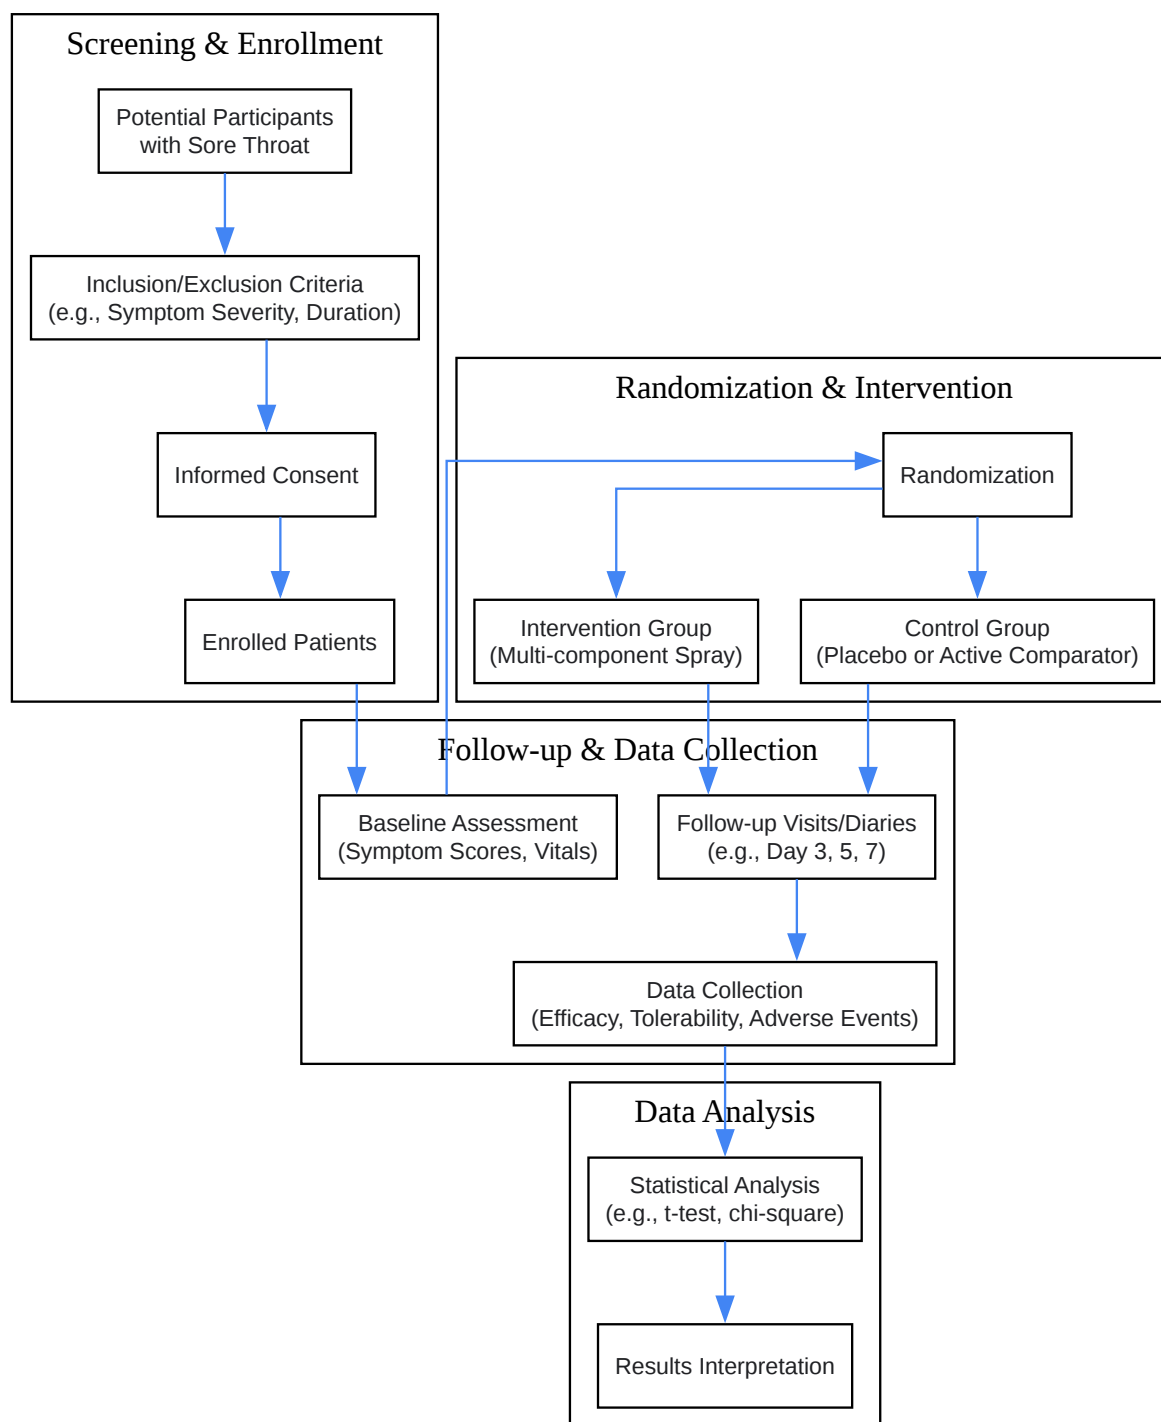 Screening & Enrollment
Potential Participants
with Sore Throat
Inclusion/Exclusion Criteria
(e.g., Symptom Severity, Duration)
Informed Consent
Enrolled Patients
Randomization & Intervention
Randomization
Intervention Group
(Multi-component Spray)
Control Group
(Placebo or Active Comparator)
Follow-up & Data Collection
Baseline Assessment
(Symptom Scores, Vitals)
Follow-up Visits/Diaries
(e.g., Day 3, 5, 7)
Data Collection
(Efficacy, Tolerability, Adverse Events)
Data Analysis
Statistical Analysis
(e.g., t-test, chi-square)
Results Interpretation